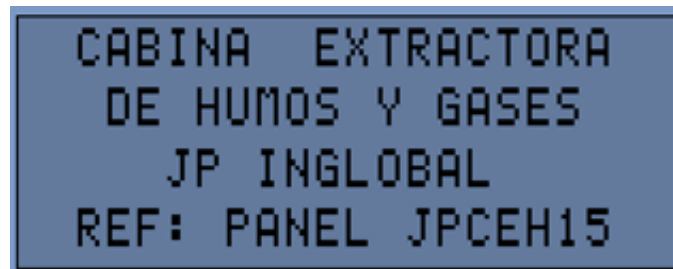 CABINA EXTRACTORA
DE HUMOS Y GASES
JP INGLOBAL
REF: PANEL JPCEH15